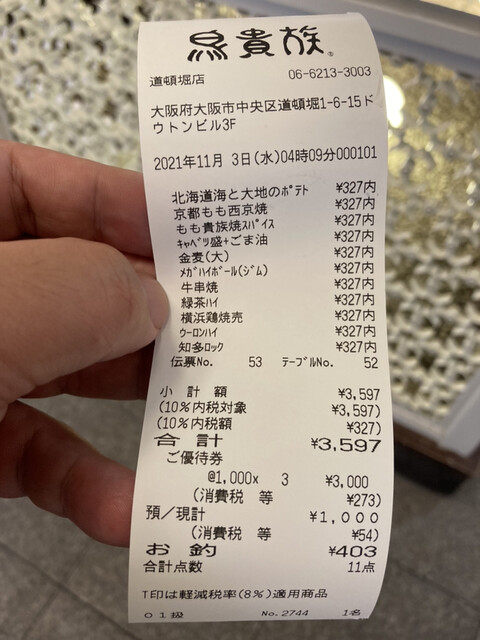 鳥貴族®
道頓堀店 06-6213-3003
大阪府大阪市中央区道頓堀1-6-15ド
ウトンビル3F
2021年11月 3日(水)04時09分000101
北海道海と大地のﾎﾟﾃﾄ ¥327内
京都もも西京焼 ¥327内
もも貴族焼ｽﾊﾟｲｽ ¥327内
ｷｬﾍﾞﾂ盛+ごま油 ¥327内
金麦(大) ¥327内
ﾒｶﾞﾊｲﾎﾞｰﾙ(ｼﾞﾑ) ¥327内
牛串焼 ¥327内
緑茶ﾊｲ ¥327内
横浜鶏焼売 ¥327内
ｳｰﾛﾝﾊｲ ¥327内
知多ﾛｯｸ ¥327内
伝票No. 53 ﾃｰﾌﾞﾙNo. 52
小 計 額 ¥3,597
(10%内税対象 ¥3,597)
(10%内税額 ¥327)
合 計 ¥3,597
ご優待券
@1,000x 3 ¥3,000
(消費税 等 ¥273)
預/現計 ¥1,000
(消費税 等 ¥54)
お 釣 ¥403
合計点数 11点
T印は軽減税率(8%)適用商品
01扱 No.2744 1名